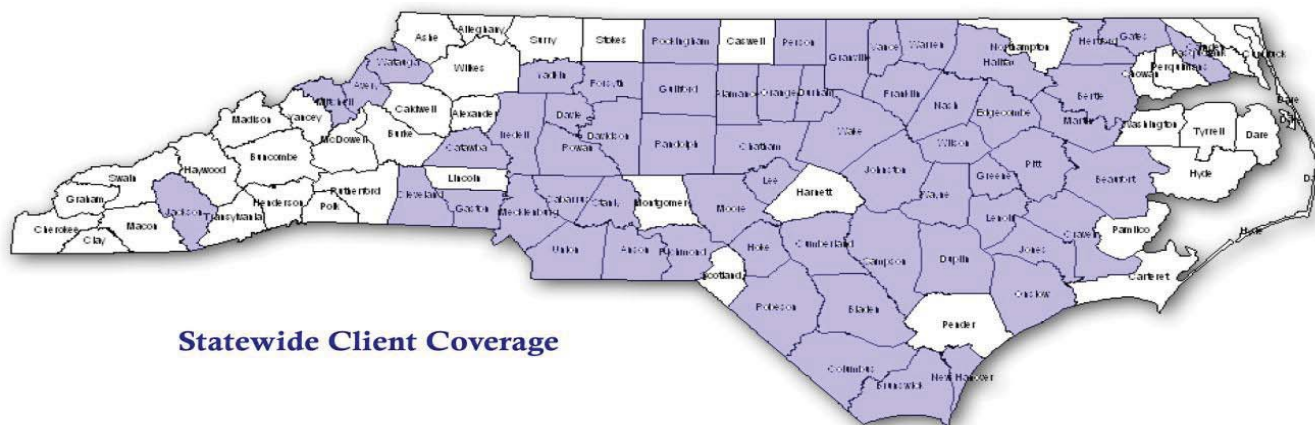 Ashe
Alleghany
Surry
Stokes
Rockingham
Caswell
Person
Granville
Vance
Warren
Northampton
Hertford
Gates
Camden
Currituck
Pasquotank
Perquimans
Chowan
Watauga
Wilkes
Yadkin
Forsyth
Guilford
Alamance
Orange
Durham
Franklin
Halifax
Nash
Edgecombe
Bertie
Martin
Washington
Tyrrell
Dare
Dare
Mitchell
Avery
Caldwell
Alexander
Iredell
Davie
Davidson
Randolph
Chatham
Wake
Wilson
Pitt
Beaufort
Hyde
Madison
Yancey
McDowell
Burke
Catawba
Rowan
Johnston
Greene
Buncombe
Haywood
Swain
Graham
Cherokee
Clay
Macon
Jackson
Transylvania
Henderson
Polk
Rutherford
Cleveland
Lincoln
Gaston
Mecklenburg
Cabarrus
Stanly
Montgomery
Moore
Lee
Harnett
Wayne
Lenoir
Craven
Pamlico
Hyde
Union
Anson
Richmond
Scotland
Hoke
Cumberland
Sampson
Duplin
Jones
Onslow
Carteret
Robeson
Bladen
Pender
Columbus
Brunswick
New Hanover
Statewide Client Coverage